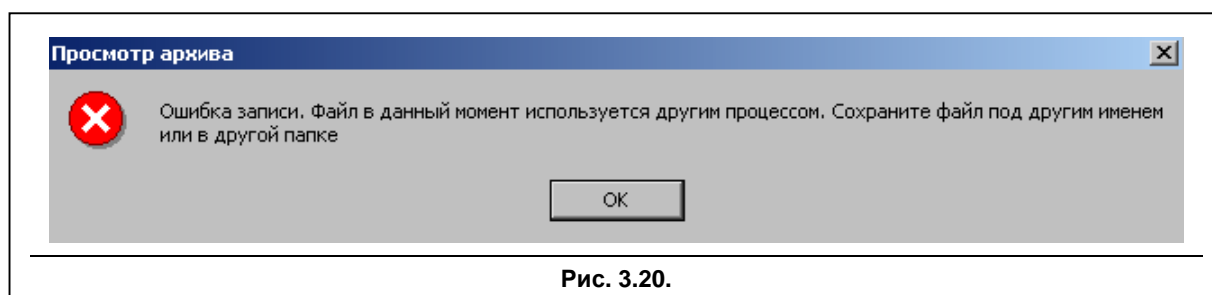 Просмотр архива
Ошибка записи. Файл в данный момент используется другим процессом. Сохраните файл под другим именем
или в другой папке
OK
Рис. 3.20.